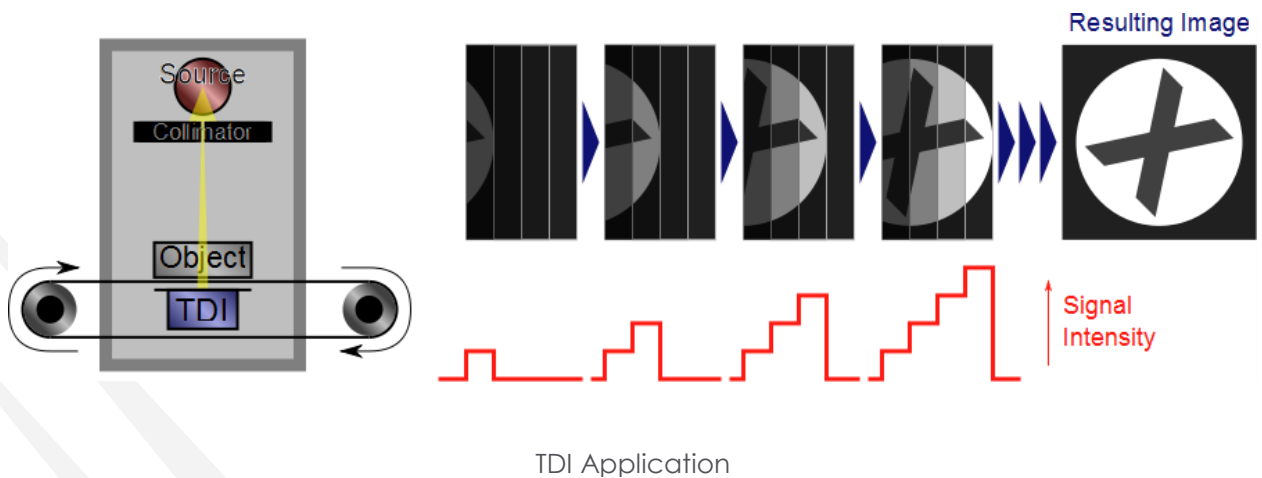 Source
Collimator
Object
TDI
Resulting Image
Signal
Intensity
TDI Application